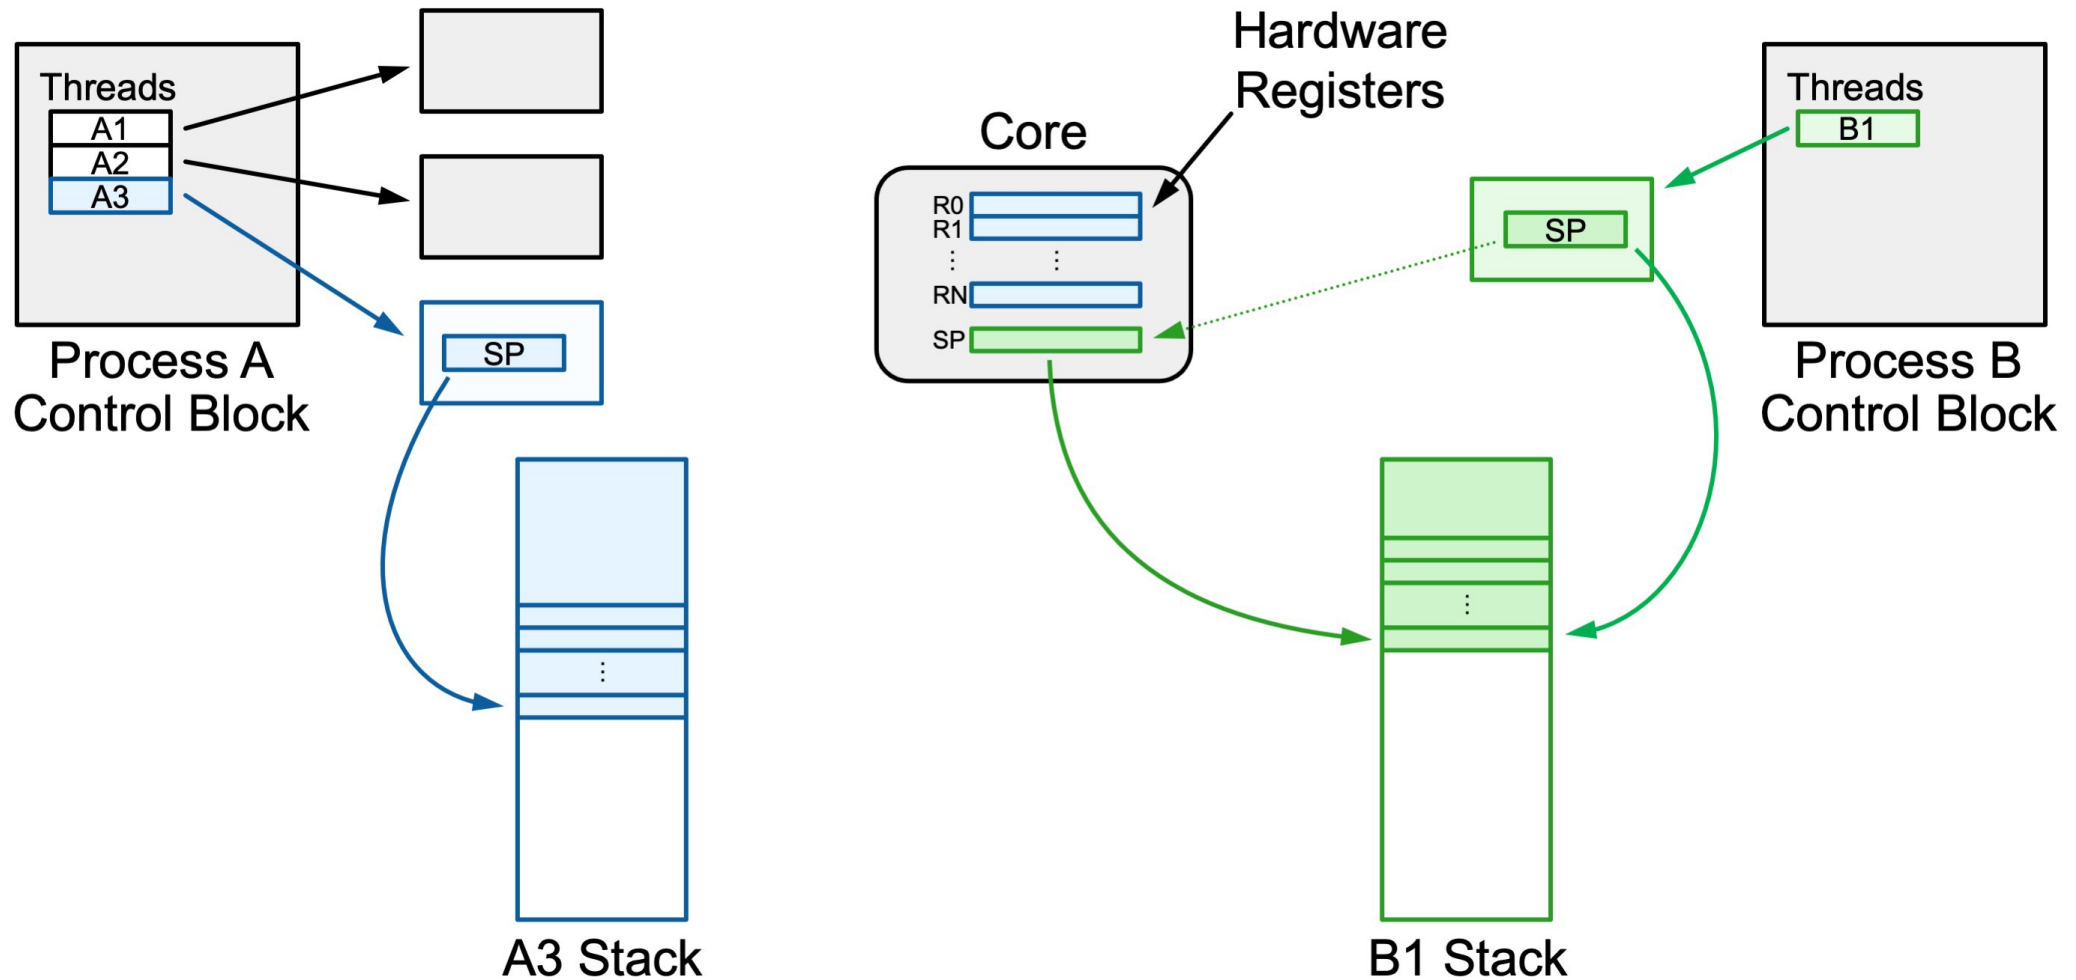 Threads
A1
A2
A3
Process A
Control Block
SP
A3 Stack
Hardware
Registers
Core
R0
R1
⋮ ⋮
RN
SP
SP
⋮
⋮
B1 Stack
Threads
B1
Process B
Control Block